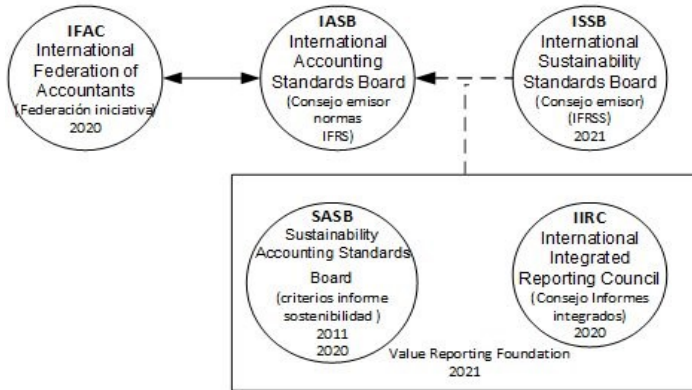 IFAC
International
Federation of
Accountants
(Federación iniciativa)
2020
IASB
International
Accounting
Standards Board
(Consejo emisor
normas
IFRS)
ISSB
International
Sustainability
Standards Board
(Consejo emisor)
(IFRSS)
2021
SASB
Sustainability
Accounting Standards
Board
(criterios informe
sostenibilidad )
2011
2020
IIRC
International
Integrated
Reporting Council
(Consejo Informes
integrados)
2020
Value Reporting Foundation
2021